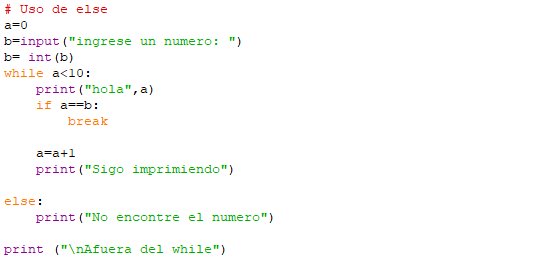 # Uso de else
a=0
b=input("ingrese un numero: ")
b= int(b)
while a<10:
    print("hola",a)
    if a==b:
        break
    a=a+1
    print("Sigo imprimiendo")
else:
    print("No encontre el numero")
print ("\nAfuera del while")